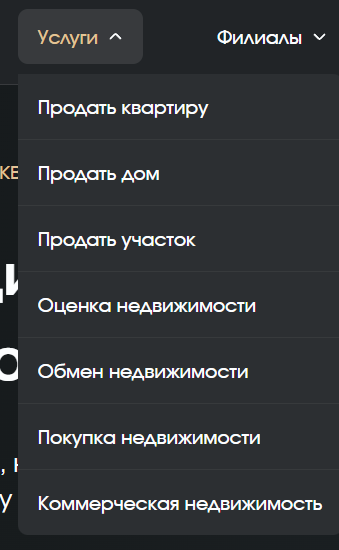 Услуги
Филиалы
Продать квартиру
Продать дом
Продать участок
Оценка недвижимости
Обмен недвижимости
Покупка недвижимости
Коммерческая недвижимость